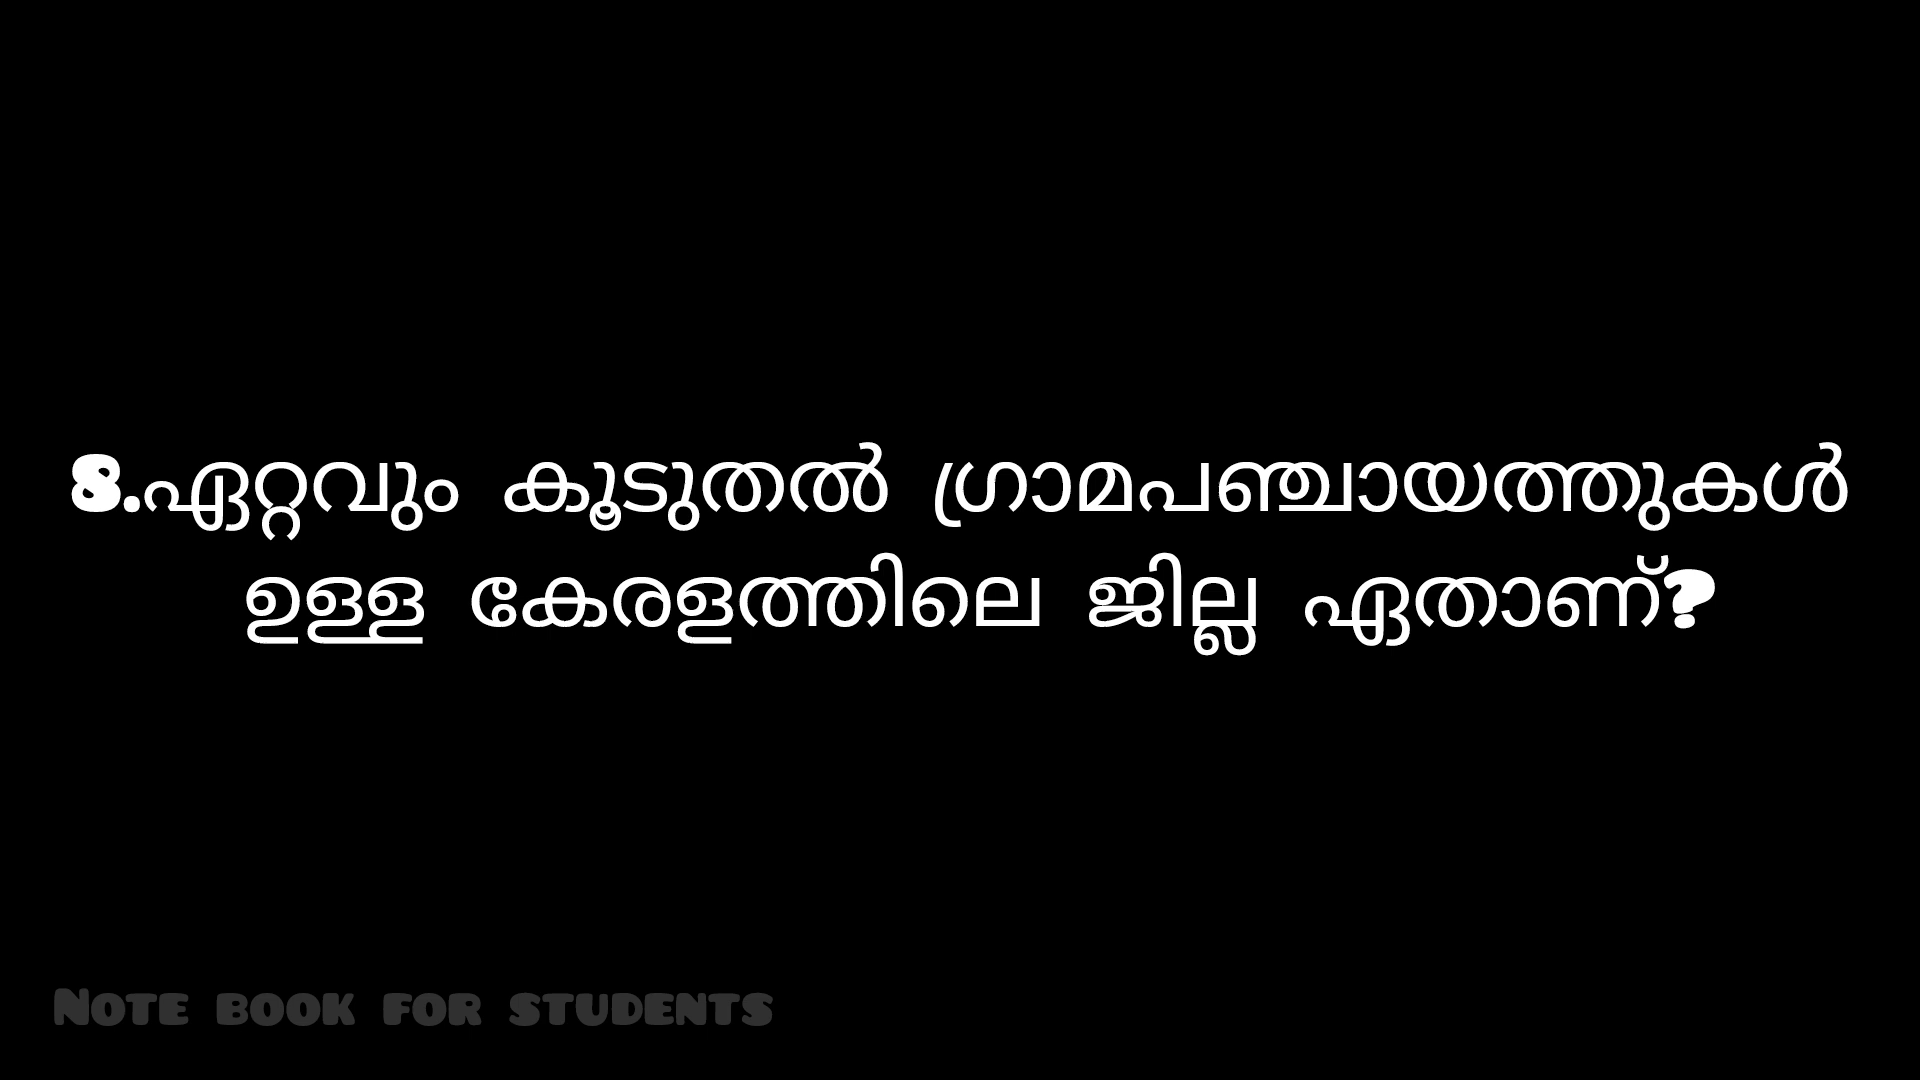 8.ഏറ്റവും കൂടുതൽ ഗ്രാമപഞ്ചായത്തുകൾ
ഉള്ള കേരളത്തിലെ ജില്ല ഏതാണ്?
Note book for students